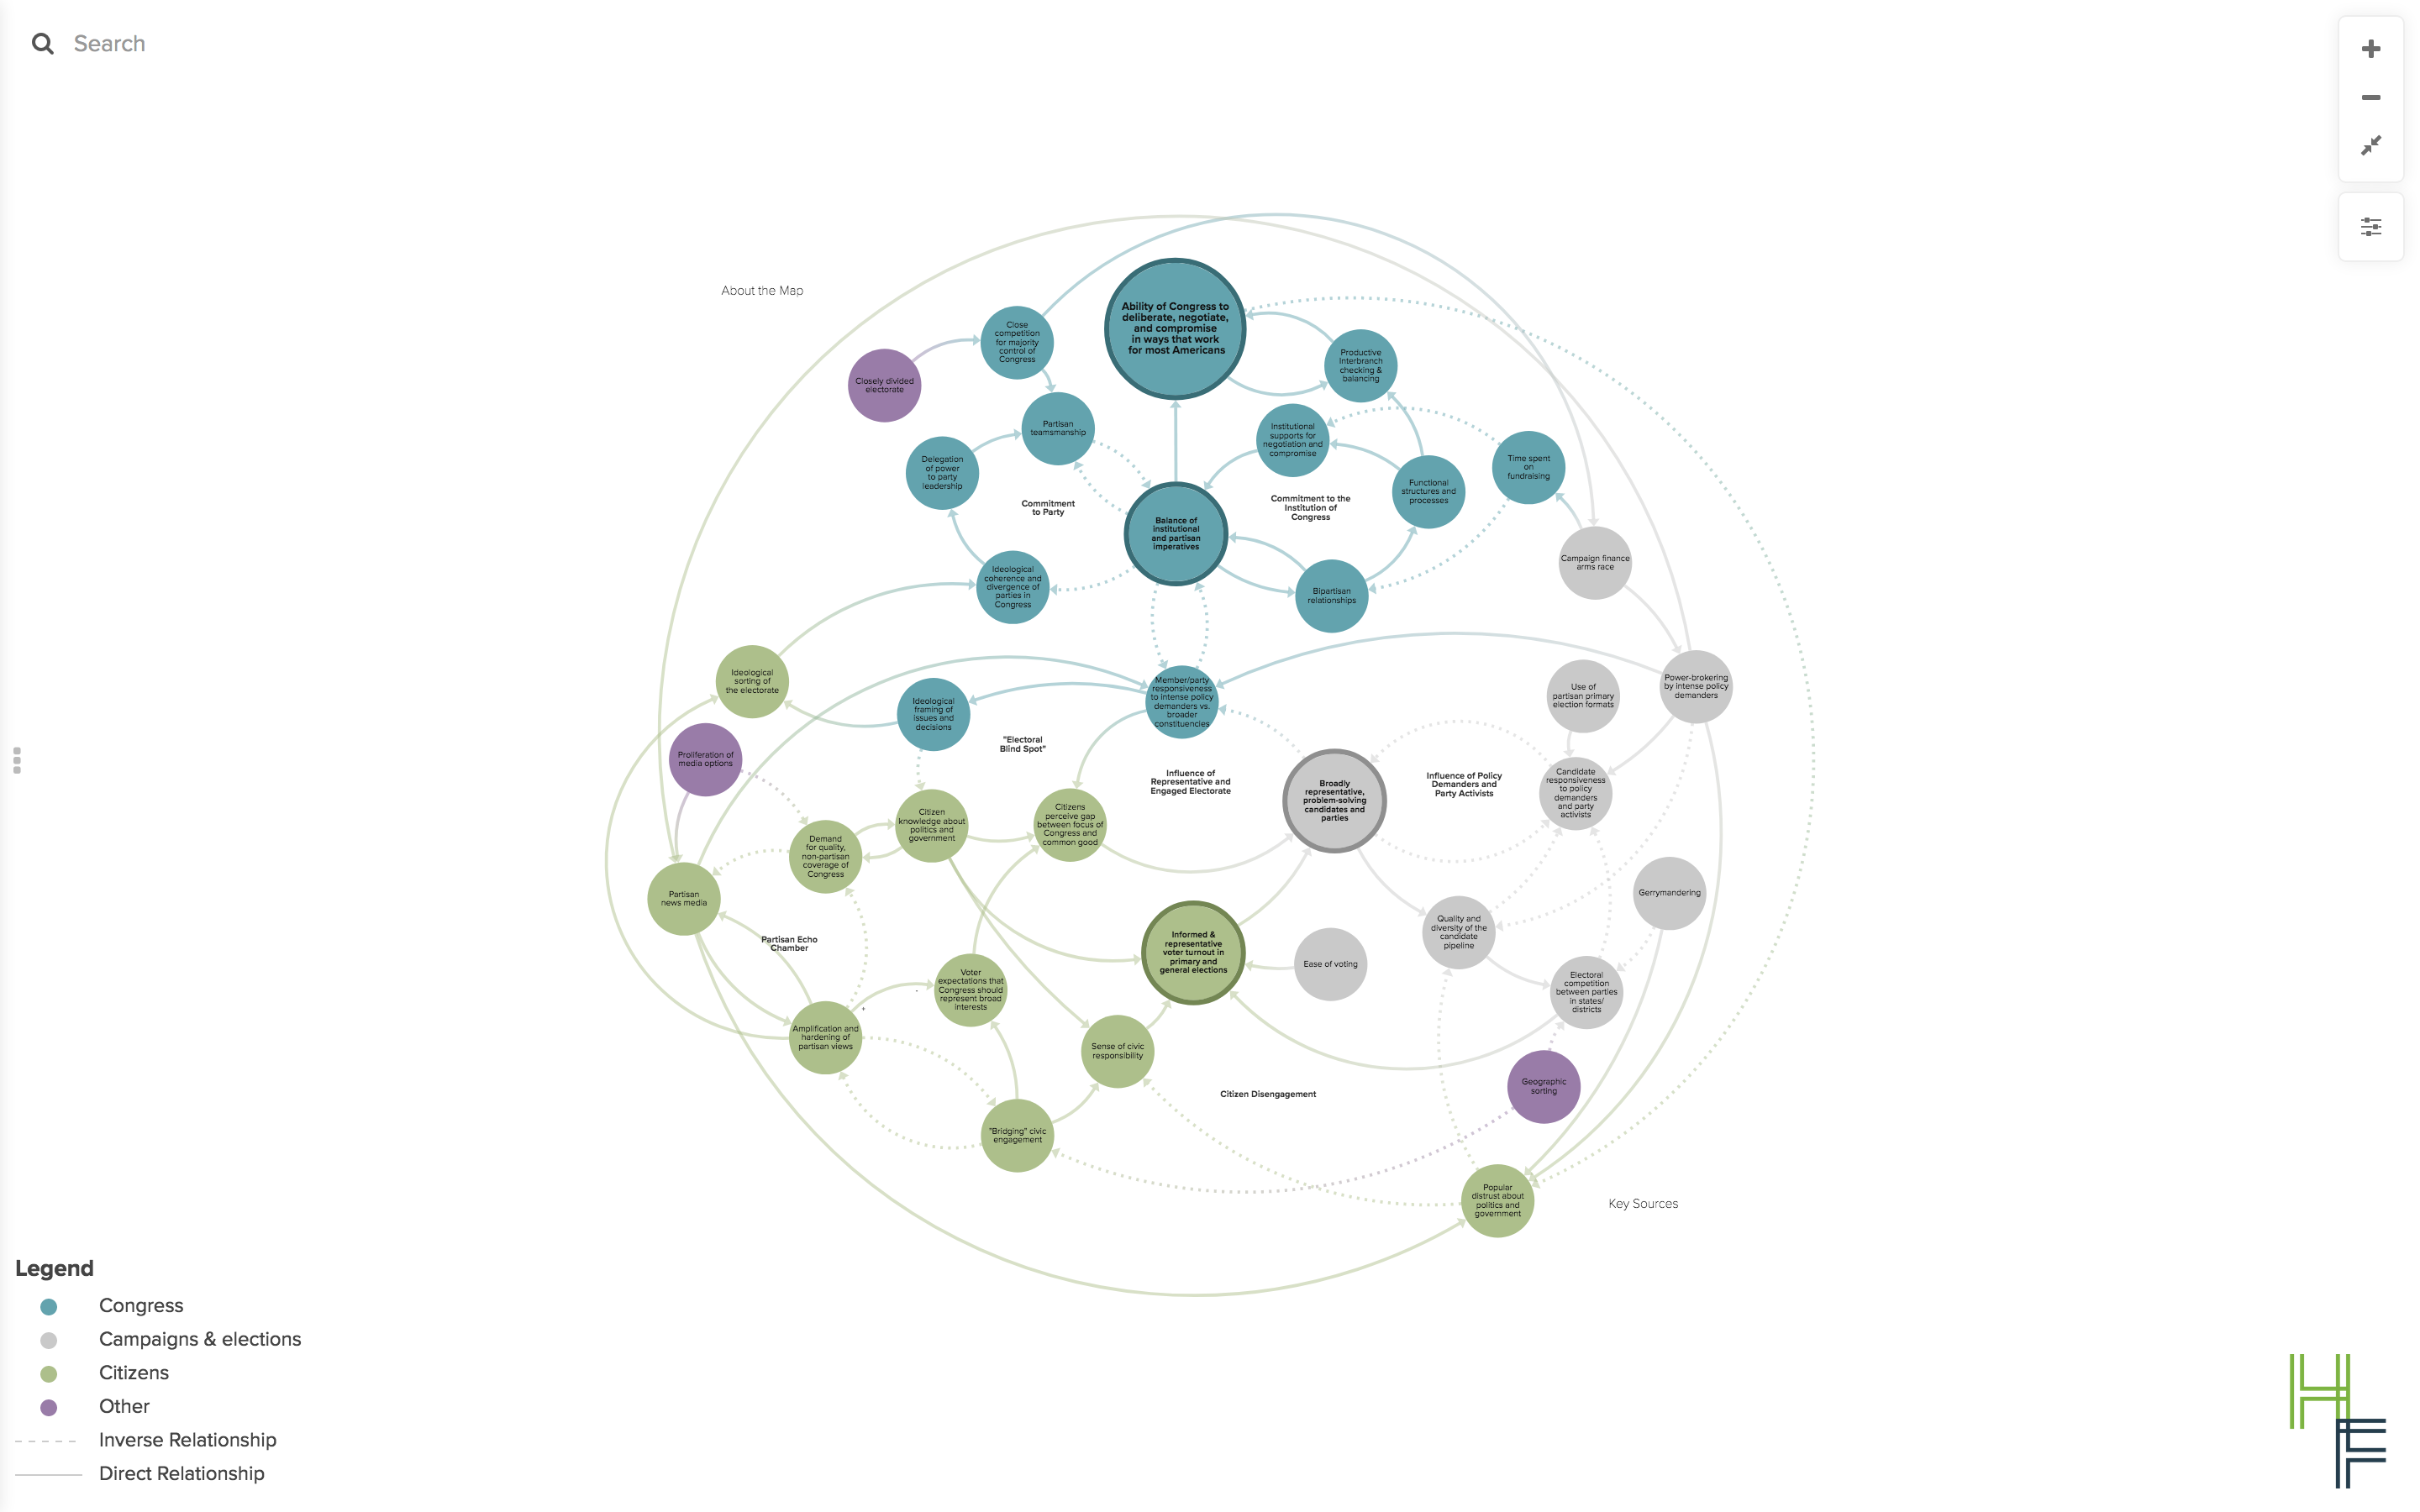 Search
About the Map
Ability of Congress to
deliberate, negotiate,
and compromise
in ways that work
for most Americans
Close
competition
for majority
control of
Congress
Closely divided
electorate
Productive
Interbranch
checking &
balancing
Partisan
teamsmanship
Institutional
supports for
negotiation and
compromise
Delegation
of power
to party
leadership
Time spent
on
fundraising
Functional
structures and
processes
Commitment
to Party
Commitment to the
Institution of
Congress
Balance of
institutional
and partisan
imperatives
Campaign finance
arms race
Ideological
coherence and
divergence of
parties in
Congress
Bipartisan
relationships
Ideological
sorting of
the electorate
Member/party
responsiveness
to intense policy
demanders vs.
broader
constituencies
Use of
partisan primary
election formats
Power-brokering
by intense policy
demanders
Ideological
framing of
issues and
decisions
"Electoral
Blind Spot"
Proliferation of
media options
Influence of
Representative and
Engaged Electorate
Broadly
representative,
problem-solving
candidates and
parties
Influence of Policy
Demanders and
Party Activists
Candidate
responsiveness
to policy
demanders
and party
activists
Citizen
knowledge about
politics and
government
Citizens
perceive gap
between focus of
Congress and
common good
Demand
for quality,
non-partisan
coverage of
Congress
Partisan
news media
Gerrymandering
Quality and
diversity of the
candidate
pipeline
Partisan Echo
Chamber
Informed &
representative
voter turnout in
primary and
general elections
Ease of voting
Voter
expectations that
Congress should
represent broad
interests
Electoral
competition
between parties
in states/
districts
Amplification and
hardening of
partisan views
Sense of civic
responsibility
Geographic
sorting
Citizen Disengagement
"Bridging" civic
engagement
Popular
distrust about
politics and
government
Key Sources
Legend
Congress
Campaigns & elections
Citizens
Other
Inverse Relationship
Direct Relationship
HF